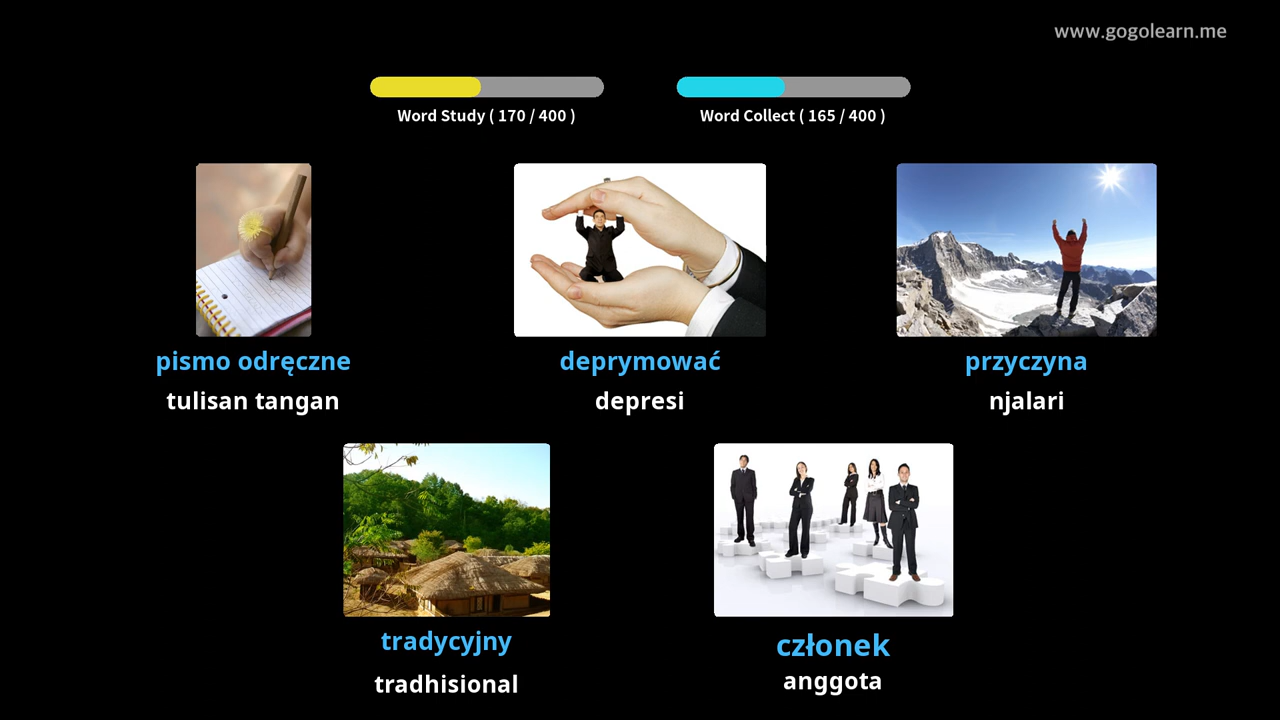 www.gogolearn.me
Word Study ( 170 / 400 )
Word Collect ( 165 / 400 )
pismo odręczne
tulisan tangan
deprymować
depresi
przyczyna
njalari
tradycyjny
tradhisional
członek
anggota